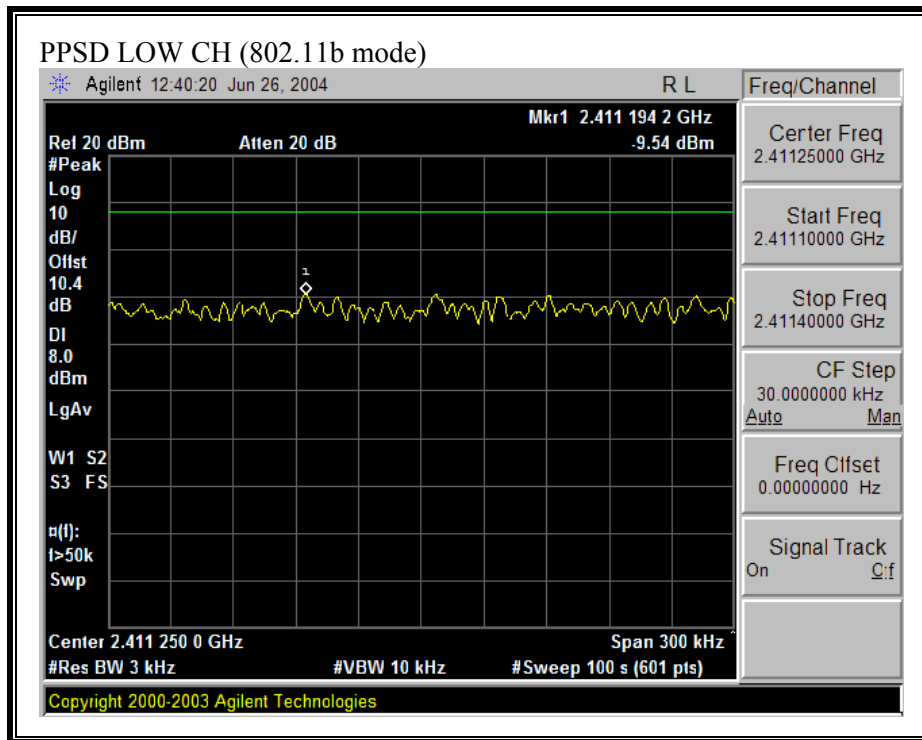 PPSD LOW CH (802.11b mode)
Agilent 12:40:20 Jun 26, 2004
R L
Freq/Channel
Mkr1 2.411 194 2 GHz
Ref 20 dBm
Atten 20 dB
-9.54 dBm
#Peak
Log
10
dB/
Offst
10.4
dB
DI
8.0
dBm
LgAv
W1 S2
S3 FS
¤(f):
f>50k
Swp
1
Center 2.411 250 0 GHz
Span 300 kHz
#Res BW 3 kHz
#VBW 10 kHz
#Sweep 100 s (601 pts)
Copyright 2000-2003 Agilent Technologies
Center Freq
2.41125000 GHz
Start Freq
2.41110000 GHz
Stop Freq
2.41140000 GHz
CF Step
30.0000000 kHz
Auto Man
Freq Offset
0.00000000 Hz
Signal Track
On Off